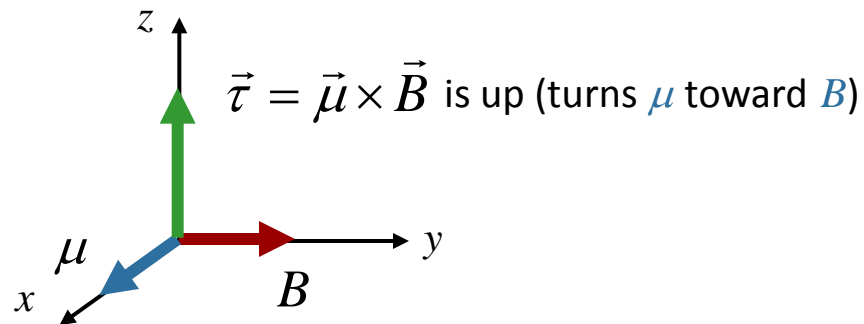 z
τ⃗ = μ⃗ × B⃗ is up (turns μ toward B)
y
μ
B
x